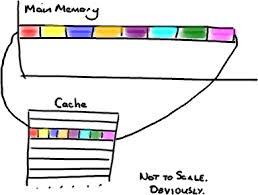 Main Memory
Cache
NOT TO SCALE.
OBVIOUSLY.